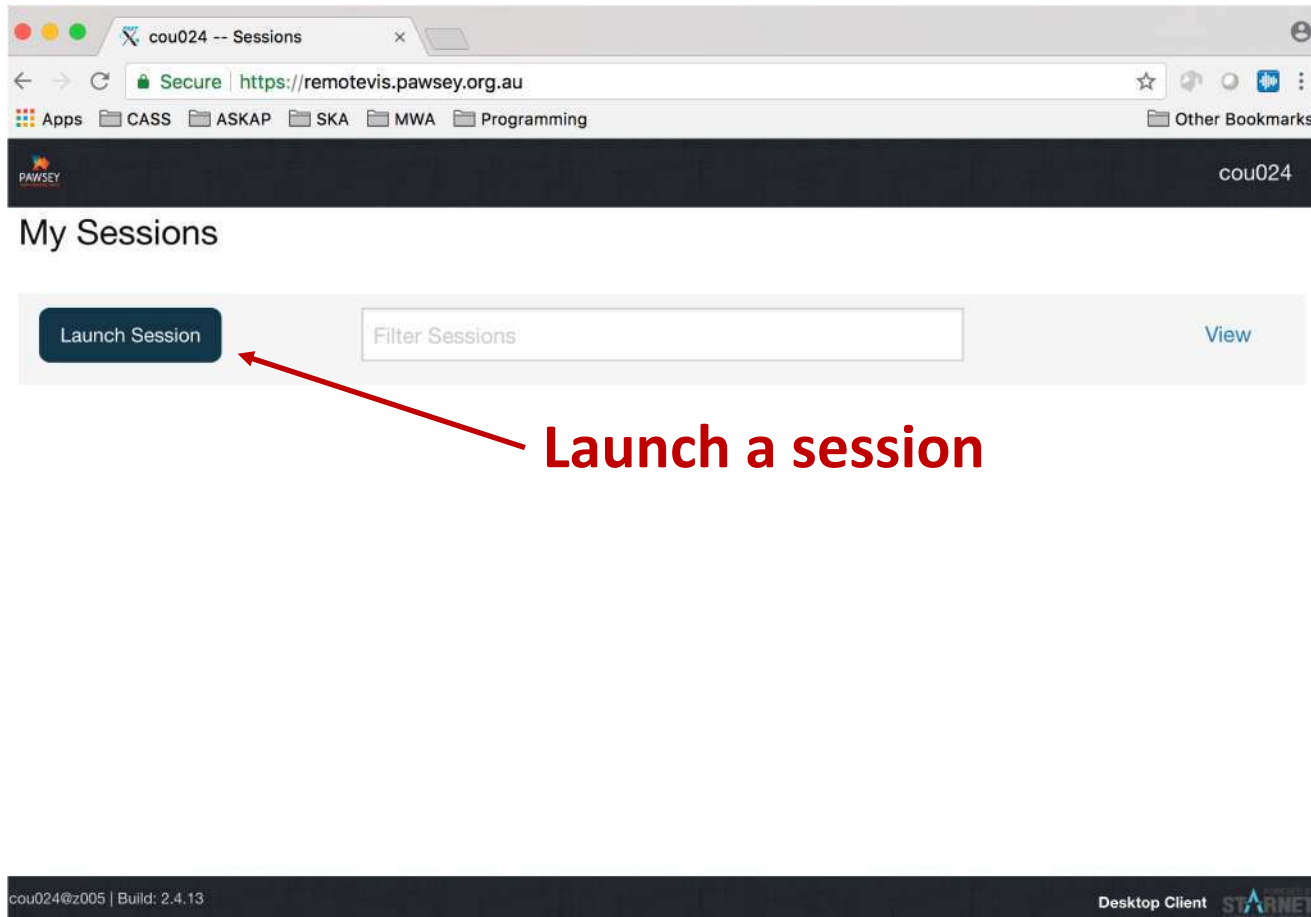 cou024 -- Sessions
Secure https://remotevis.pawsey.org.au
Apps CASS ASKAP SKA MWA Programming Other Bookmarks
PAWSEY cou024
My Sessions
Launch Session Filter Sessions View
Launch a session
cou024@z005 | Build: 2.4.13 Desktop Client STARNET